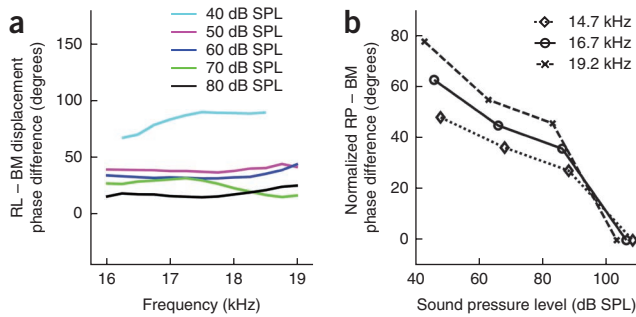 a
RL – BM displacement
phase difference (degrees)
150
100
50
0
40 dB SPL
50 dB SPL
60 dB SPL
70 dB SPL
80 dB SPL
16 17 18 19
Frequency (kHz)
b
Normalized RP – BM
phase difference (degrees)
80
60
40
20
0
14.7 kHz
16.7 kHz
19.2 kHz
40 60 80 100
Sound pressure level (dB SPL)